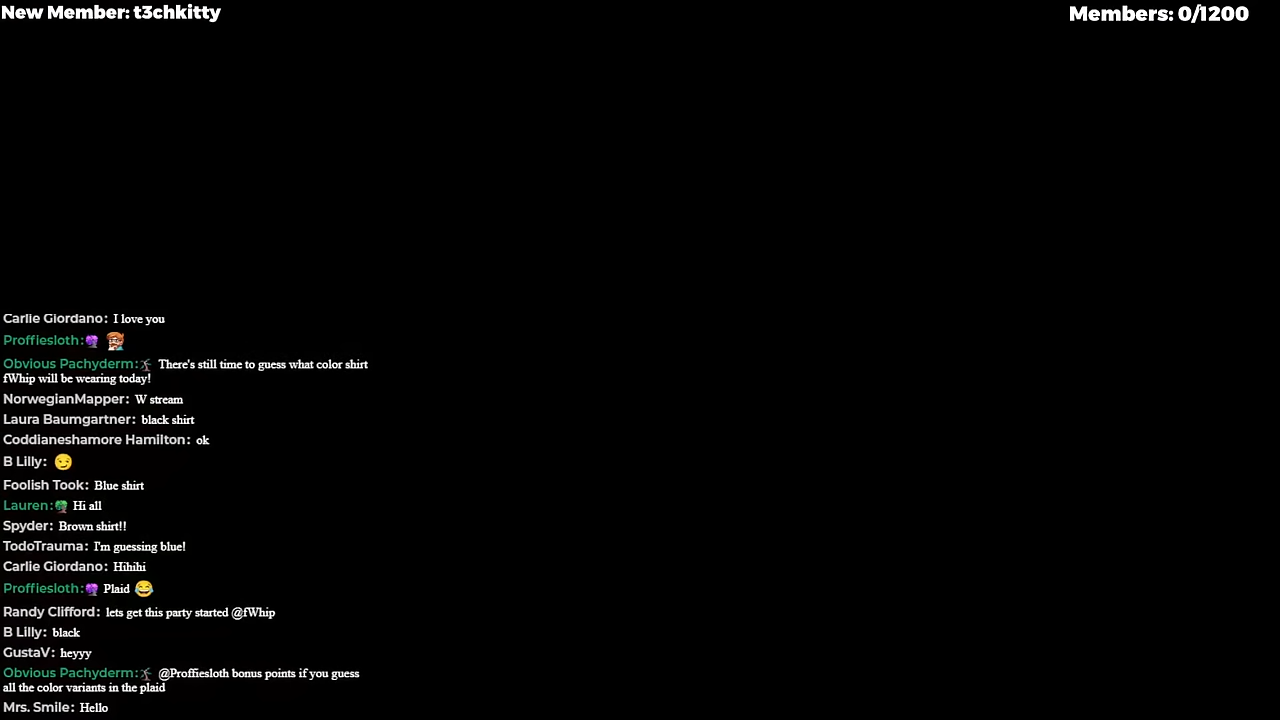 New Member: t3chkitty
Members: 0/1200
Carlie Giordano: I love you
Proffiesloth:
Obvious Pachyderm: There's still time to guess what color shirt
fWhip will be wearing today!
NorwegianMapper: W stream
Laura Baumgartner: black shirt
Coddianeshamore Hamilton: ok
B Lilly: 😏
Foolish Took: Blue shirt
Lauren: Hi all
Spyder: Brown shirt!!
TodoTrauma: I'm guessing blue!
Carlie Giordano: Hihihi
Proffiesloth: Plaid 😂
Randy Clifford: lets get this party started @fWhip
B Lilly: black
GustaV: heyyy
Obvious Pachyderm: @Proffiesloth bonus points if you guess
all the color variants in the plaid
Mrs. Smile: Hello